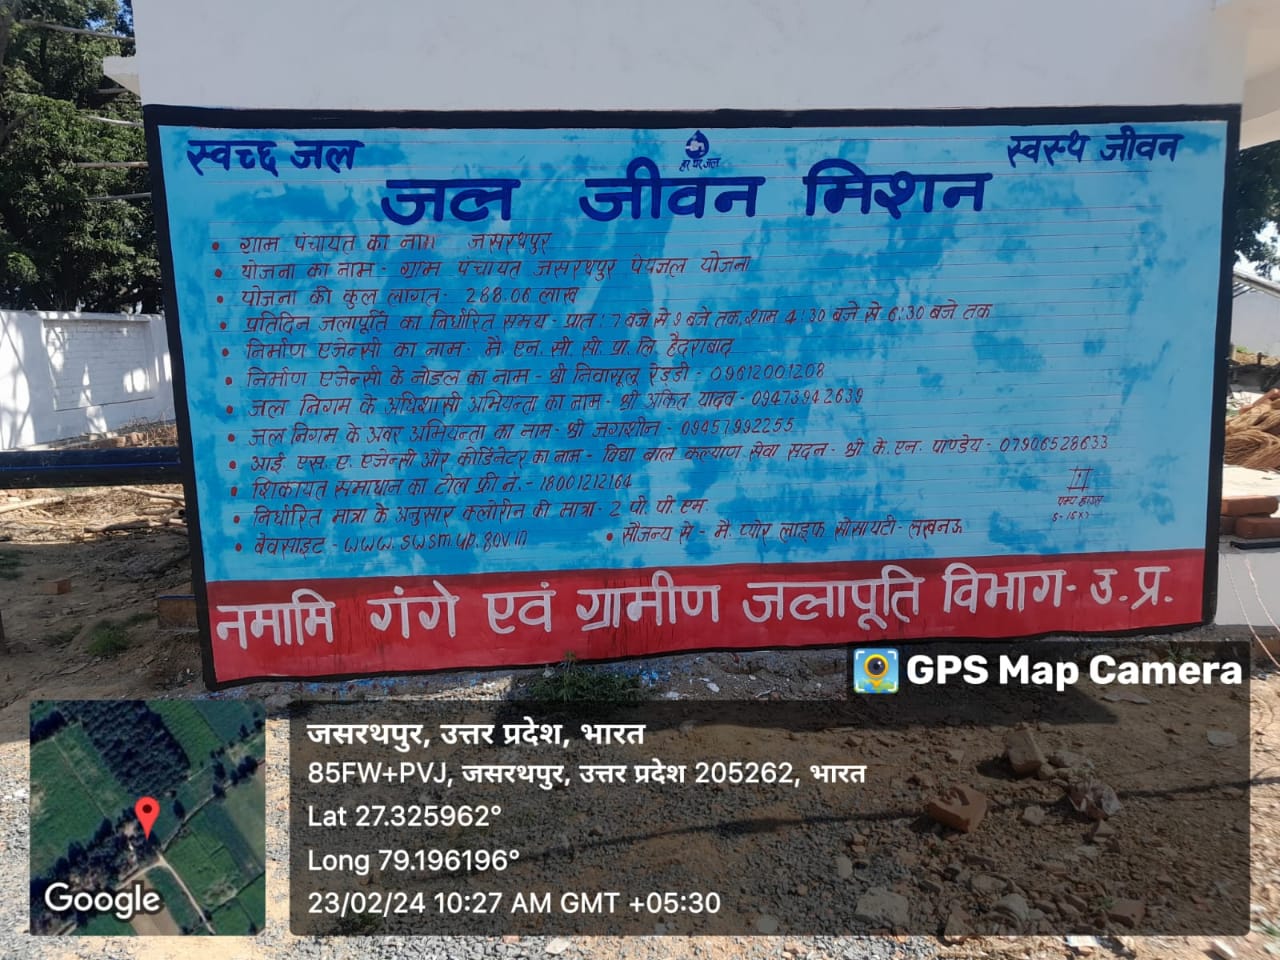 स्वच्छ जल
हर घर जल
स्वस्थ जीवन
जल जीवन मिशन
• ग्राम पंचायत का नाम जसरथपुर
• योजना का नाम - ग्राम पंचायत जसरथपुर पेयजल योजना
• योजना की कुल लागत - 288.06 लाख
• प्रतिदिन जलापूर्ति का निर्धारित समय - प्रात: 7 बजे से 9 बजे तक, शाम 4:30 बजे से 6:30 बजे तक
• निर्माण एजेन्सी का नाम - मै. एन. सी. सी. प्रा. लि. हैदराबाद
• निर्माण एजेन्सी के नोडल का नाम - श्री निवासूलू रेड्डी - 09612001208
• जल निगम के अधिशासी अभियन्ता का नाम - श्री अंकित यादव - 09473942639
• जल निगम के अवर अभियन्ता का नाम - श्री जगशीन - 09457992255
• आई. एस. ए. एजेन्सी और कोर्डिनेटर का नाम - विद्या बाल कल्याण सेवा सदन - श्री के. एन. पाण्डेय - 07906528633
• शिकायत समाधान का टोल फ्री नं. - 18001212164
• निर्धारित मात्रा के अनुसार क्लोरीन की मात्रा - 2 पी. पी. एम.
पम्प हाउस
• बेवसाइट - www.swsm.up.gov.in
• सौजन्य से - मै. प्योर लाइफ सोसायटी - लखनऊ
नमामि गंगे एवं ग्रामीण जलापूर्ति विभाग - उ. प्र.
GPS Map Camera
जसरथपुर, उत्तर प्रदेश, भारत
85FW+PVJ, जसरथपुर, उत्तर प्रदेश 205262, भारत
Lat 27.325962°
Long 79.196196°
23/02/24 10:27 AM GMT +05:30
Google